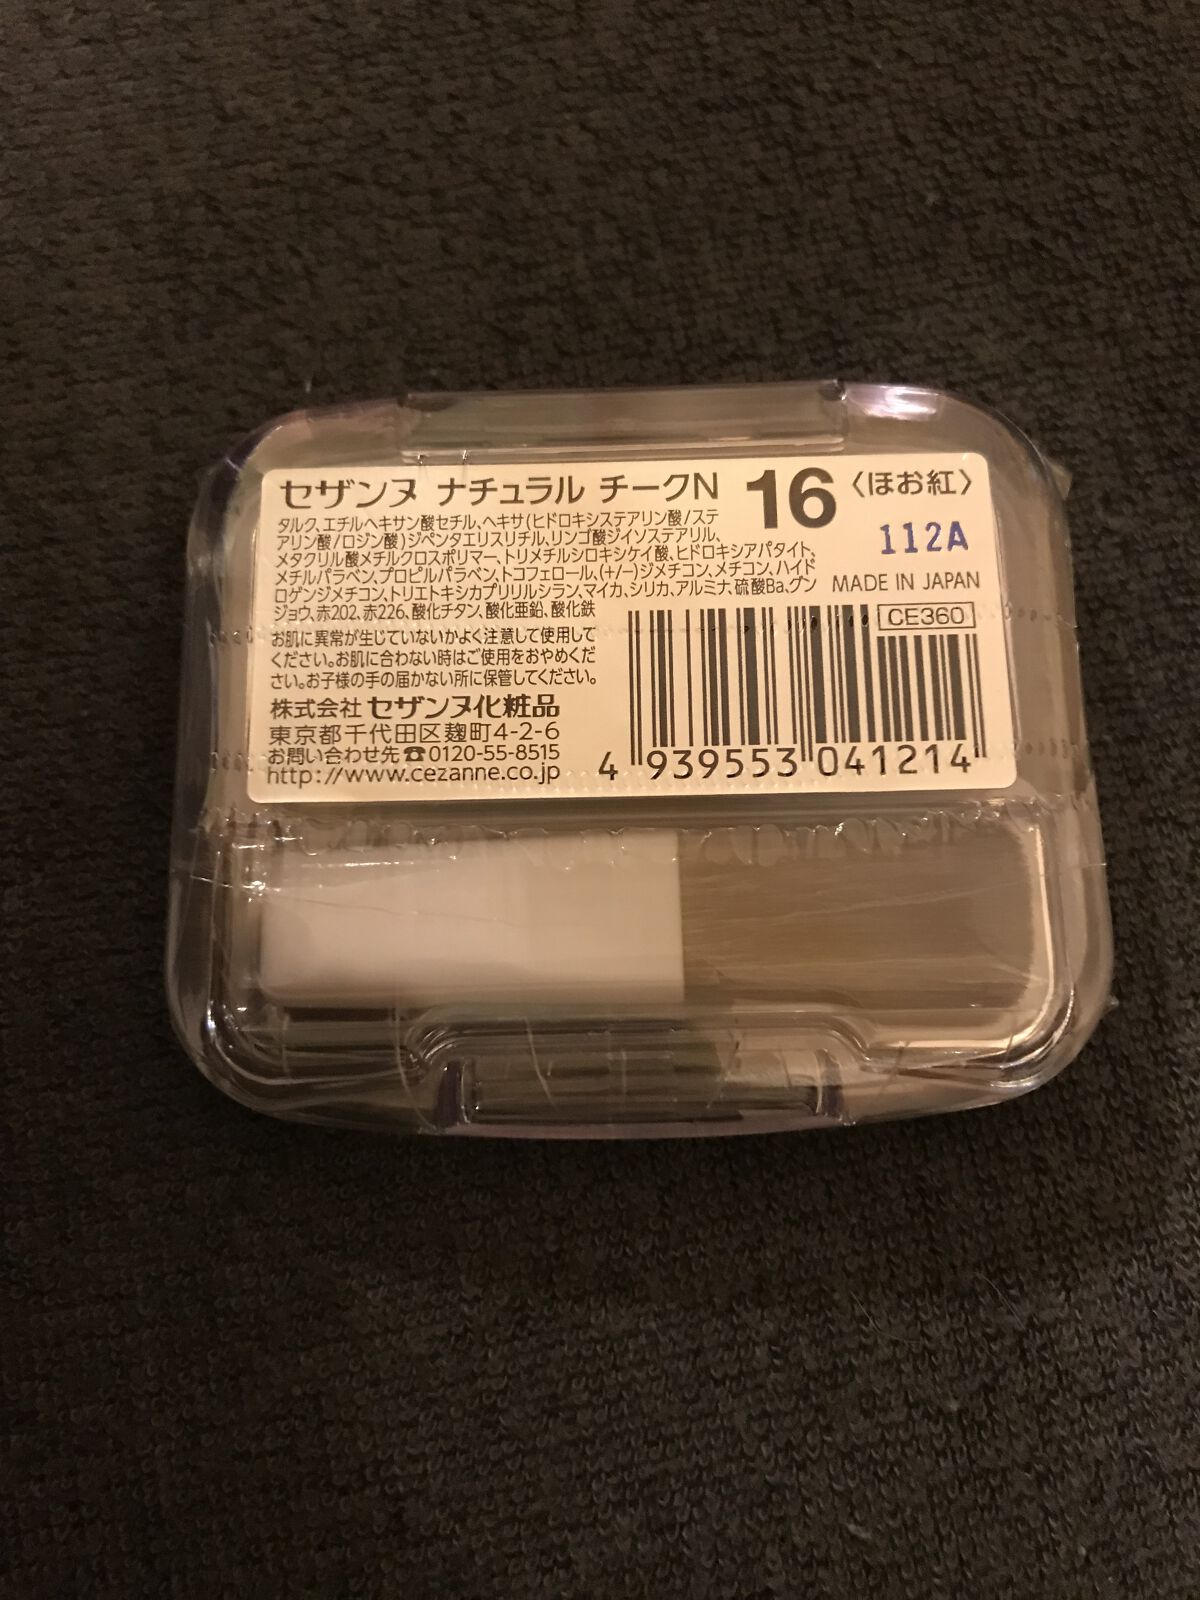 セザンヌ ナチュラル チークN 16 〈ほお紅〉
タルク、エチルヘキサン酸セチル、ヘキサ(ヒドロキシステアリン酸/ステ
アリン酸/ロジン酸)ジペンタエリスリチル、リンゴ酸ジイソステアリル、
メタクリル酸メチルクロスポリマー、トリメチルシロキシケイ酸、ヒドロキシアパタイト、
メチルパラベン、プロピルパラベン、トコフェロール、(+/-)ジメチコン、メチコン、ハイド
ロゲンジメチコン、トリエトキシカプリリルシラン、マイカ、シリカ、アルミナ、硫酸Ba、グン
ジョウ、赤202、赤226、酸化チタン、酸化亜鉛、酸化鉄
112A
MADE IN JAPAN
CE360
お肌に異常が生じていないかよく注意して使用して
ください。お肌に合わない時はご使用をおやめくだ
さい。お子様の手の届かない所に保管してください。
株式会社 セザンヌ化粧品
東京都千代田区麹町4-2-6
お問い合わせ先☎0120-55-8515
http://www.cezanne.co.jp
4 939553 041214